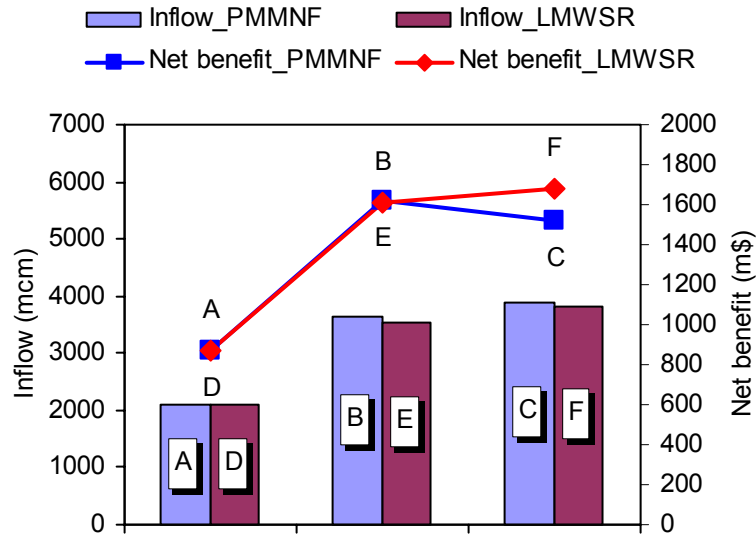 Inflow_PMMNF Inflow_LMWSR
Net benefit_PMMNF Net benefit_LMWSR
7000 2000
6000 1800
5000 1600
4000 1400
3000 1200
2000 1000
1000 800
0 600
400
200
0
Inflow (mcm)
Net benefit (m$)
A
D
B
E
F
C
A D
B E
C F